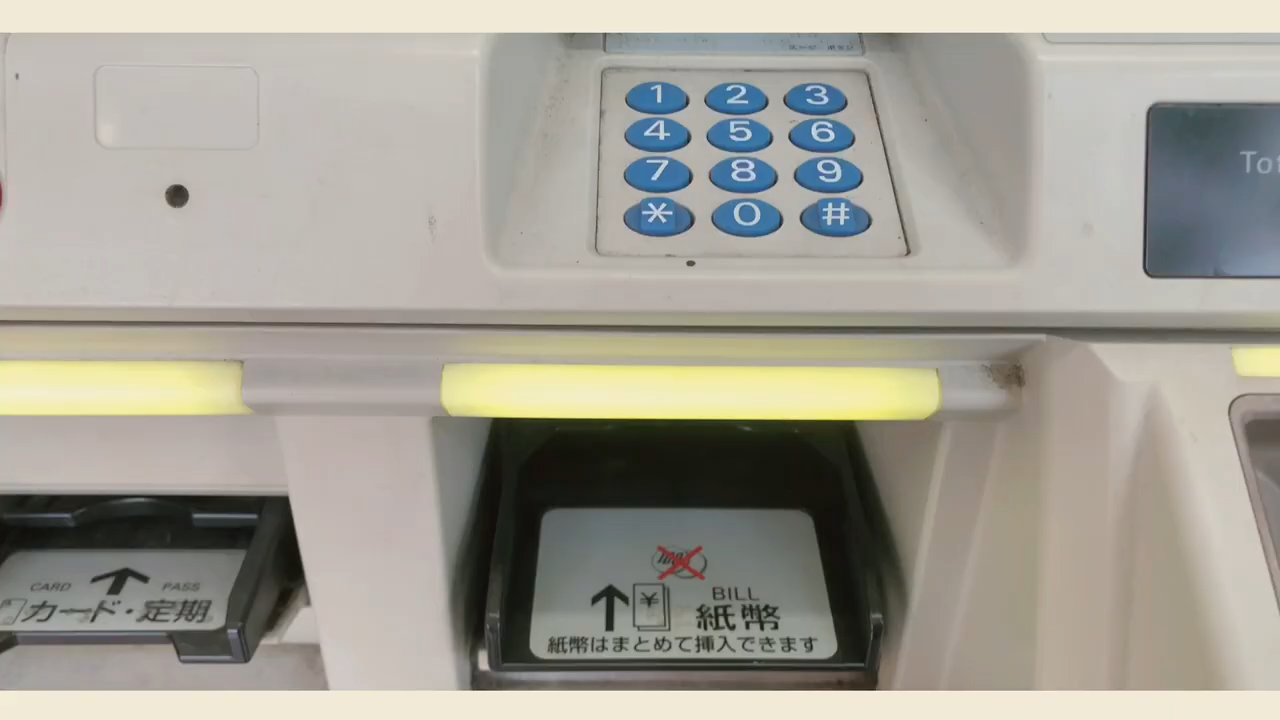 1 2 3
4 5 6
7 8 9
* 0 #
CARD PASS
カード・定期
¥
BILL
紙幣
紙幣はまとめて挿入できます